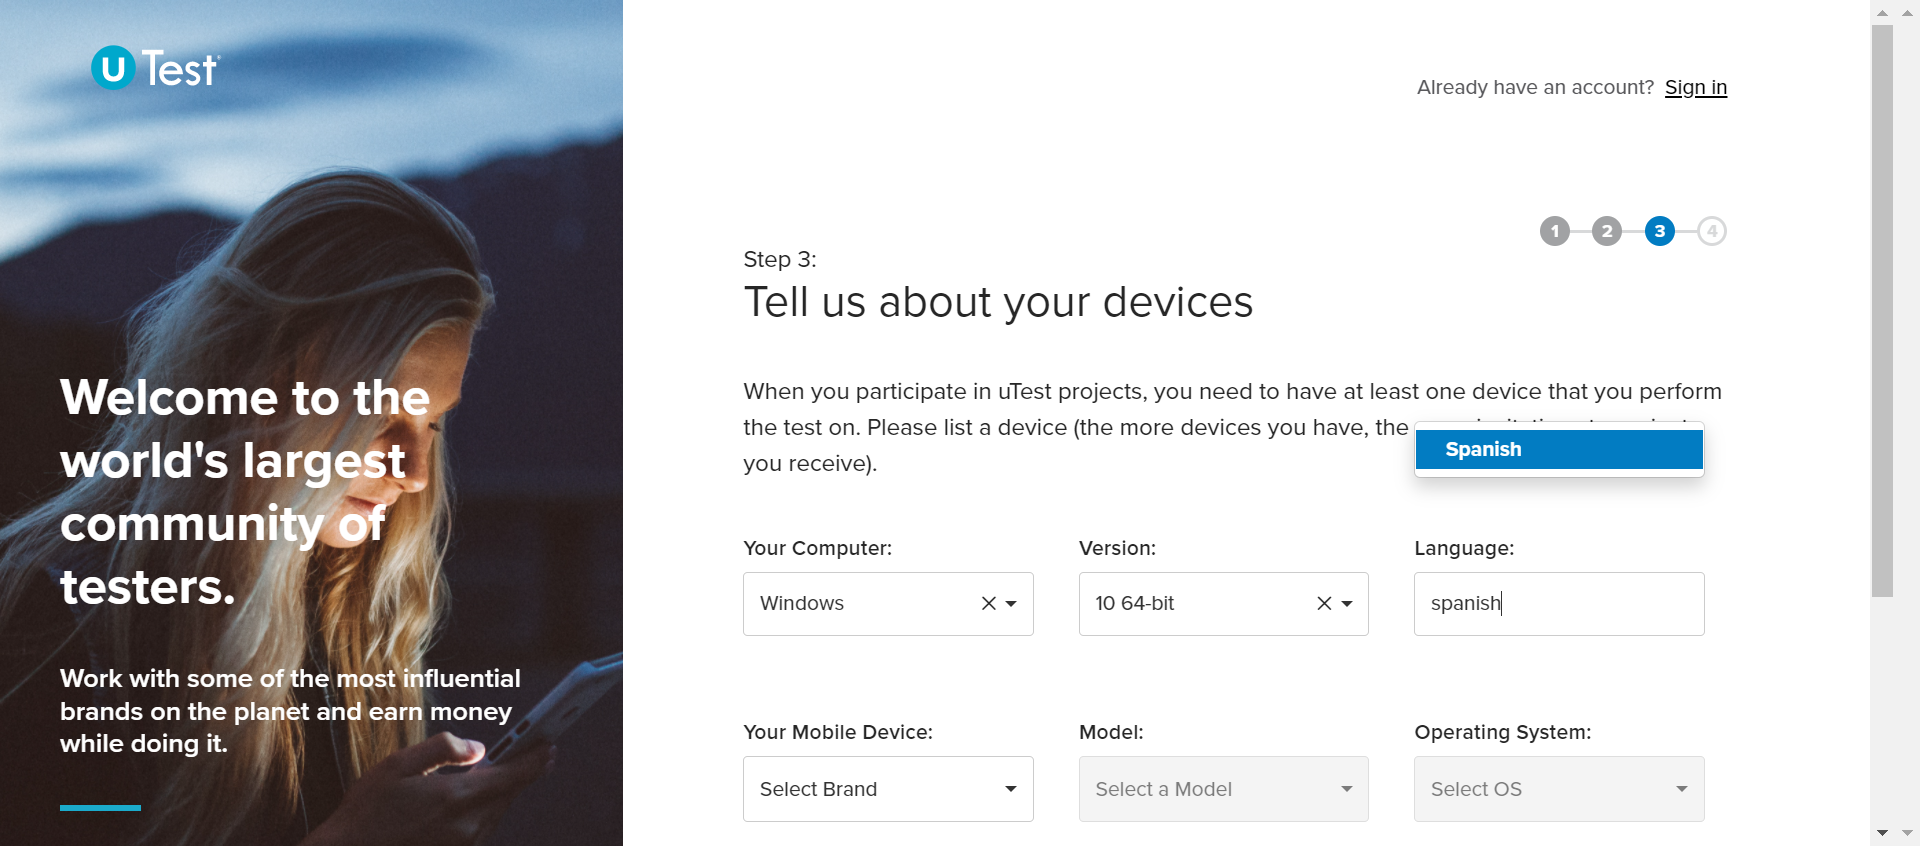 uTest
Already have an account? Sign in
1 2 3 4
Step 3:
Tell us about your devices
When you participate in uTest projects, you need to have at least one device that you perform
the test on. Please list a device (the more devices you have, the
you receive).
Spanish
Your Computer:
Version:
Language:
Windows
10 64-bit
spanish
Your Mobile Device:
Model:
Operating System:
Select Brand
Select a Model
Select OS
Welcome to the
world's largest
community of
testers.
Work with some of the most influential
brands on the planet and earn money
while doing it.